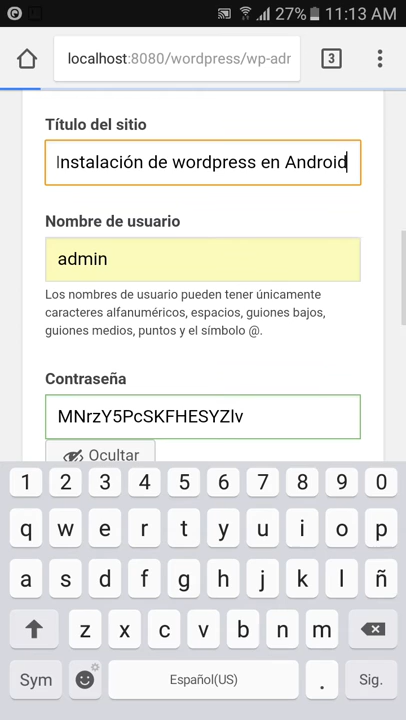 27% 11:13 AM
localhost:8080/wordpress/wp-adm
3
Título del sitio
Instalación de wordpress en Android
Nombre de usuario
admin
Los nombres de usuario pueden tener únicamente
caracteres alfanuméricos, espacios, guiones bajos,
guiones medios, puntos y el símbolo @.
Contraseña
MNrzY5PcSKFHESYZlv
Ocultar
1 2 3 4 5 6 7 8 9 0
q w e r t y u i o p
a s d f g h j k l ñ
z x c v b n m
Sym Español(US) . Sig.